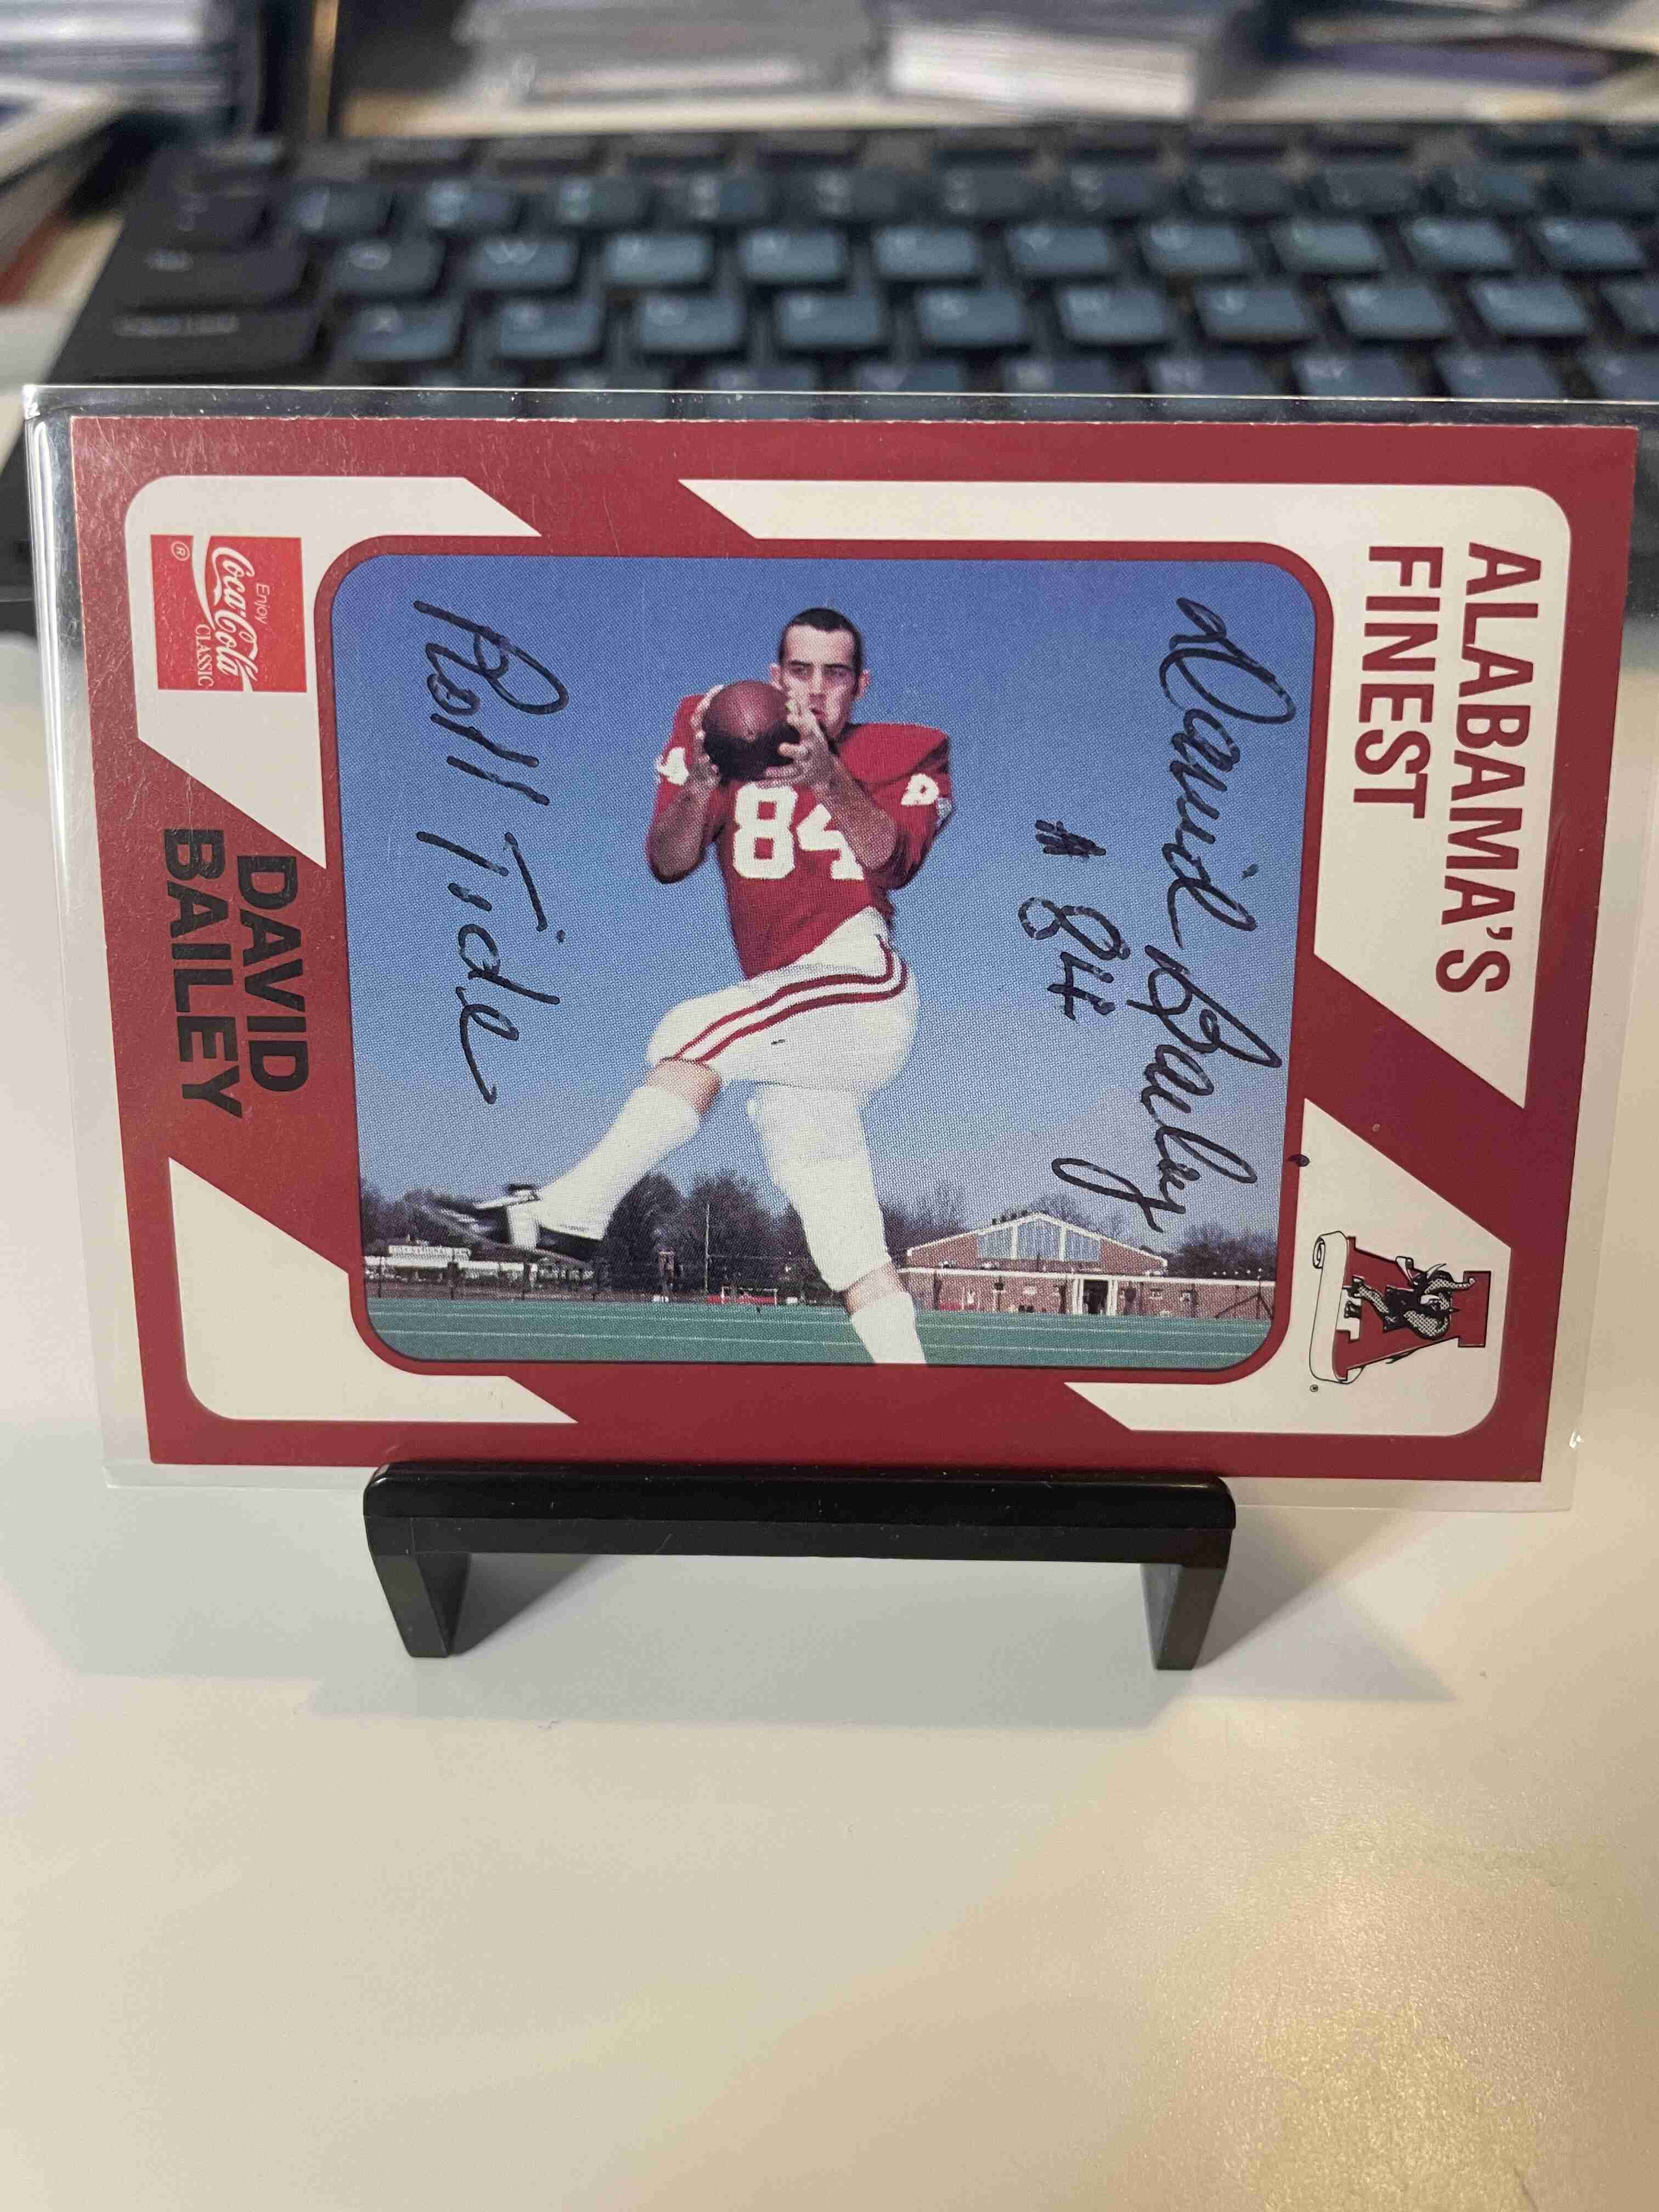 ALABAMA'S
FINEST
David Bailey
# 84
84
Roll Tide
Enjoy
Coca-Cola
CLASSIC
®
DAVID
BAILEY